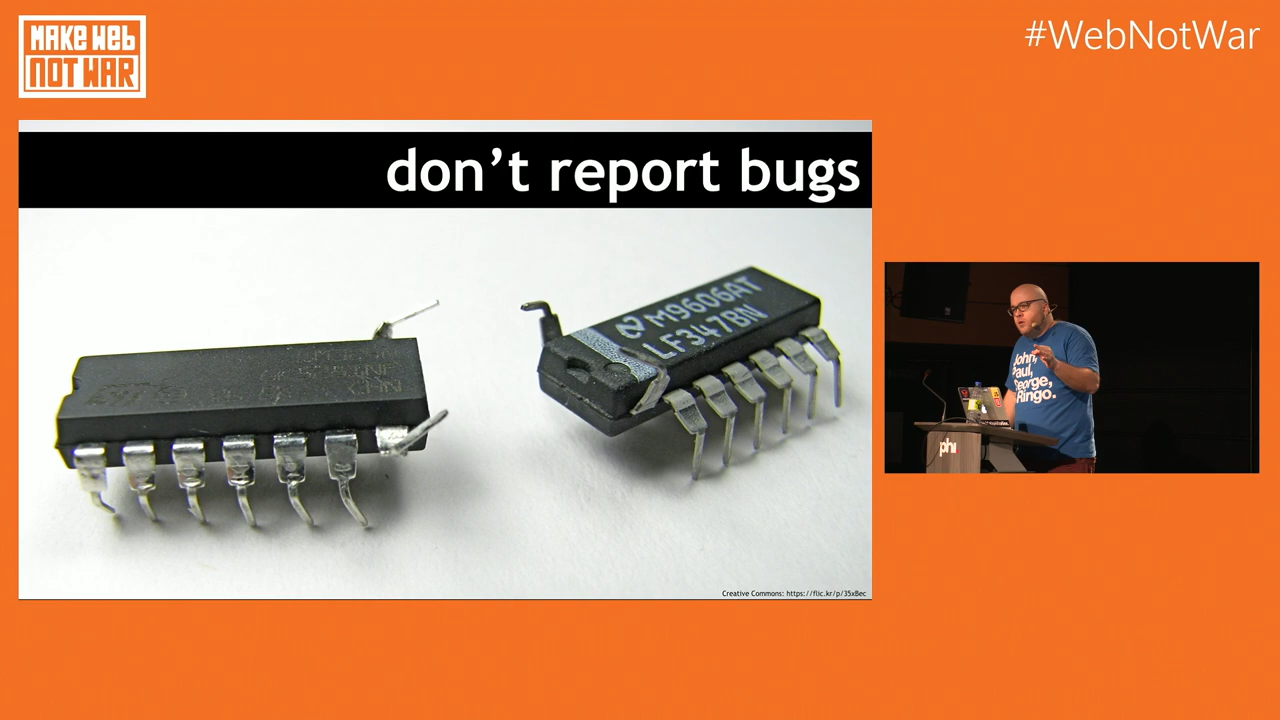 MAKE WEB
NOT WAR
#WebNotWar
don't report bugs
M9606AT
LF347BN
Creative Commons: https://flic.kr/p/35xBec
John,
Paul,
George,
Ringo.
phi